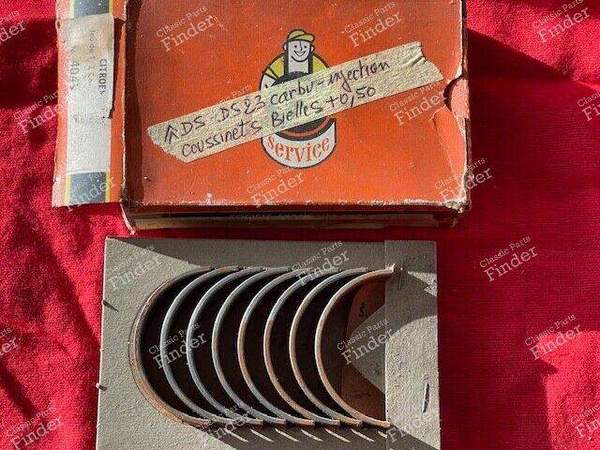 DS - DS23 carbu-injection
coussinets Bielles +0,50
service
CITROËN
Classic Parts
Finder